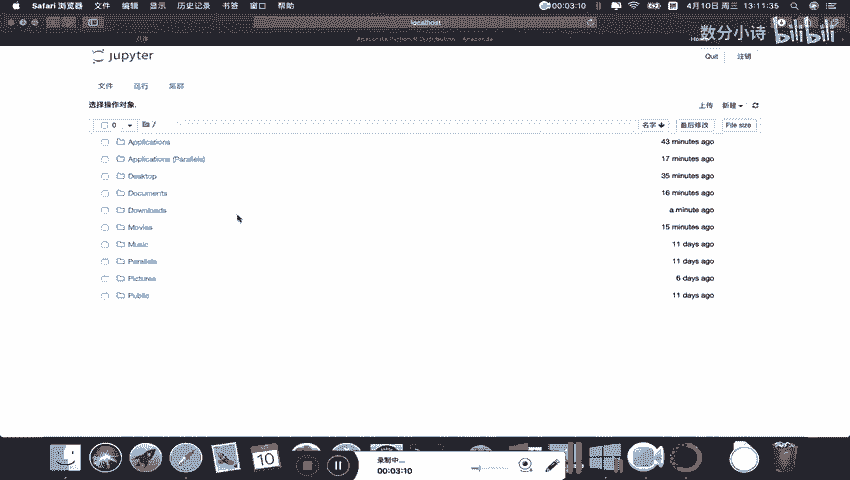 Safari 浏览器 文件 编辑 显示 历史记录 书签 窗口 帮助 00:03:10 4月10日 周三 13:11:35
localhost
数分小诗 bilibili
jupyter Quit 注销
文件 运行 集群
选择操作对象. 上传 新建
0 / 名字 最后修改 File size
Applications 43 minutes ago
Applications (Parallels) 17 minutes ago
Desktop 35 minutes ago
Documents 16 minutes ago
Downloads a minute ago
Movies 15 minutes ago
Music 11 days ago
Parallels 11 days ago
Pictures 6 days ago
Public 11 days ago
10
录制中...
00:03:10